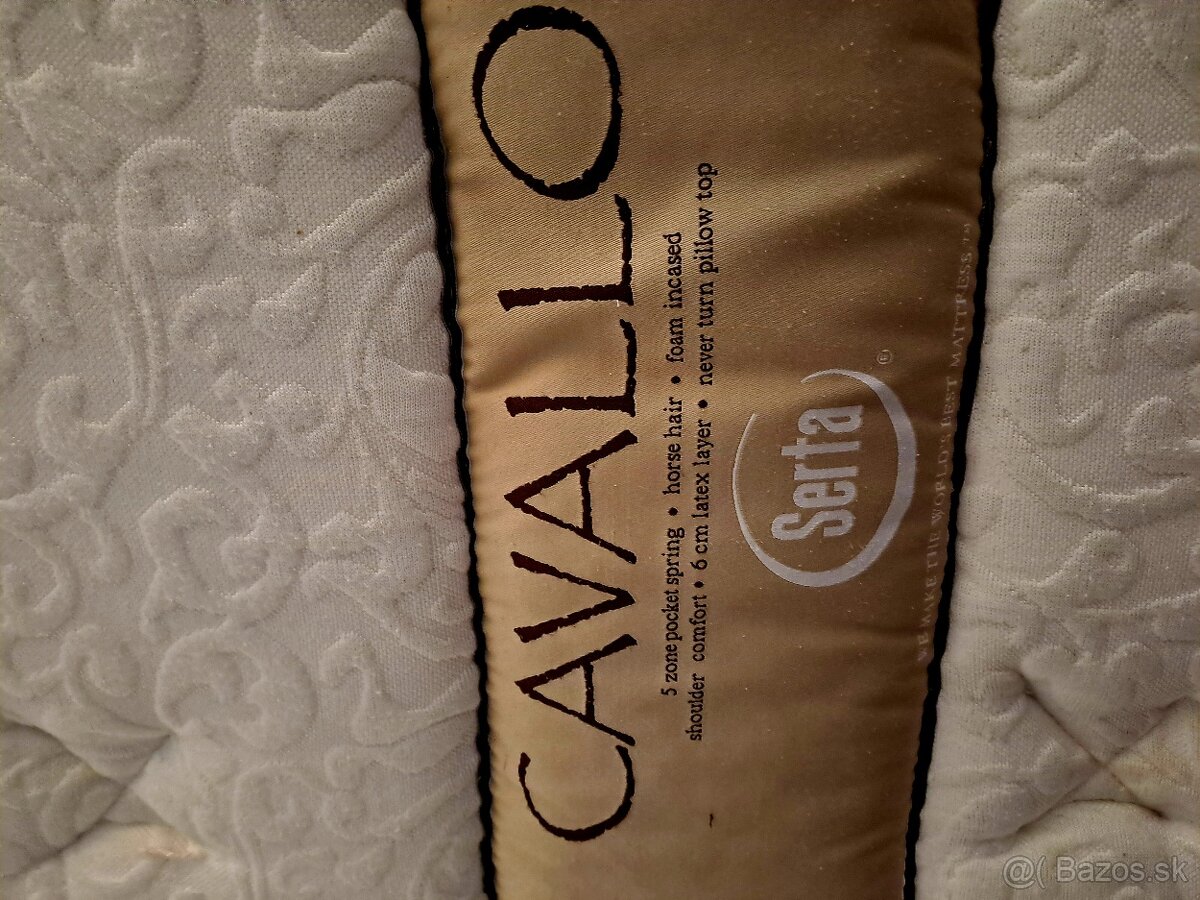 CAVALLO
5 zone pocket spring • horse hair • foam incased
shoulder comfort • 6 cm latex layer • never turn pillow top
Serta®
WE MAKE THE WORLD'S BEST MATTRESS™
@( Bazos.sk